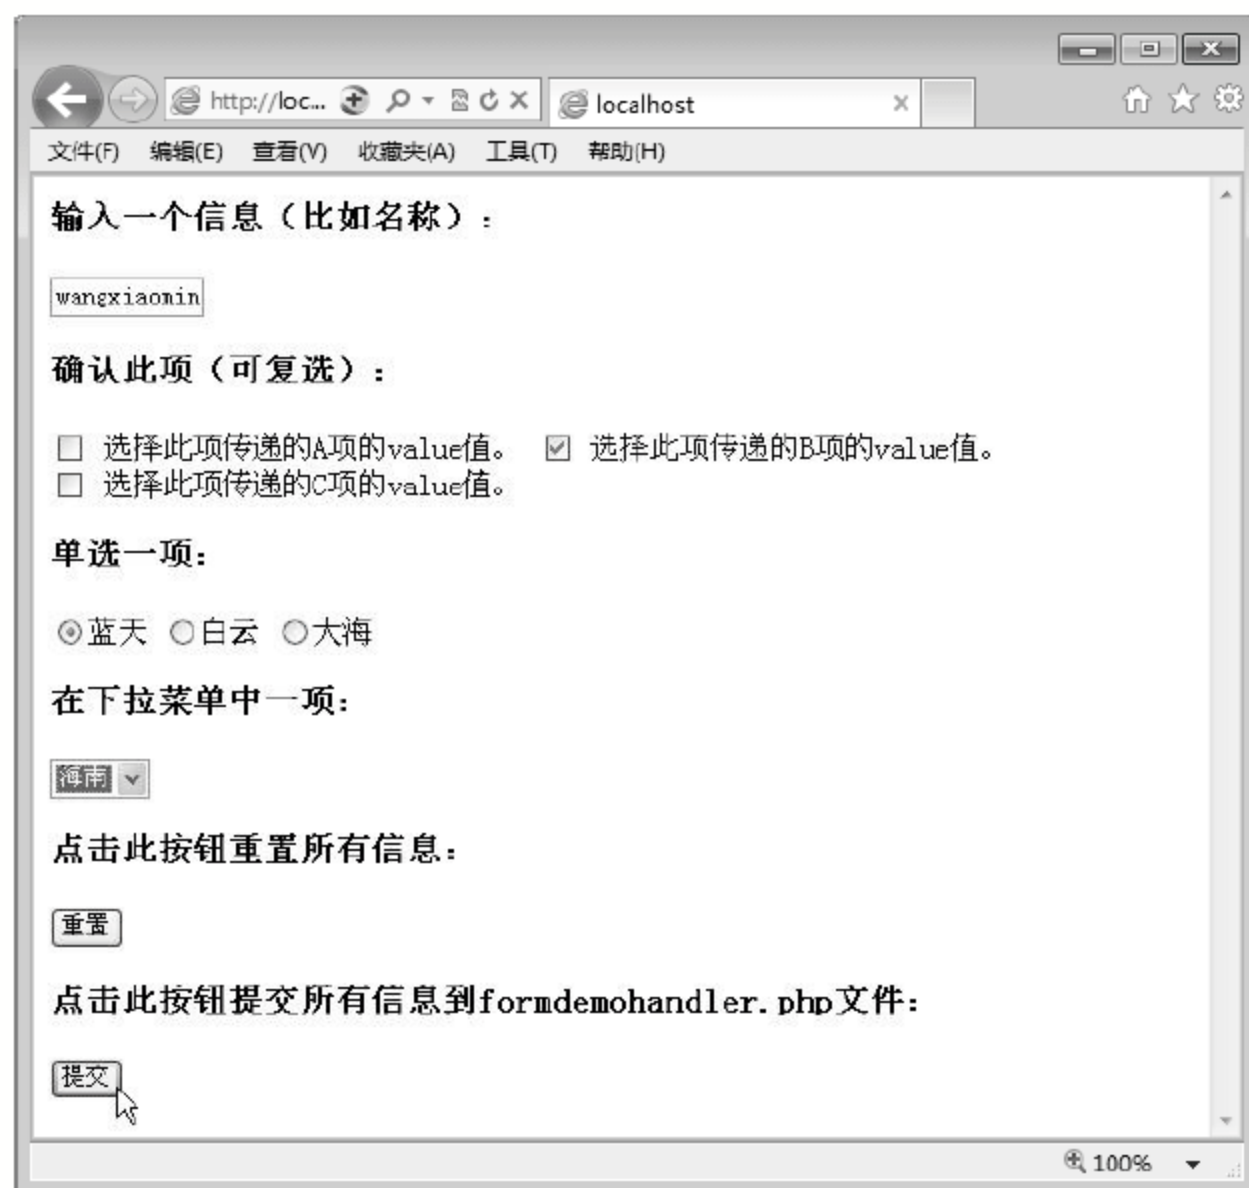 http://loc... localhost
文件(F) 编辑(E) 查看(V) 收藏夹(A) 工具(T) 帮助(H)
输入一个信息（比如名称）：
wangxiaomin
确认此项（可复选）：
选择此项传递的A项的value值。 选择此项传递的B项的value值。
选择此项传递的C项的value值。
单选一项：
蓝天 白云 大海
在下拉菜单中一项：
海南
点击此按钮重置所有信息：
重置
点击此按钮提交所有信息到formdemohandler.php文件：
提交
100%